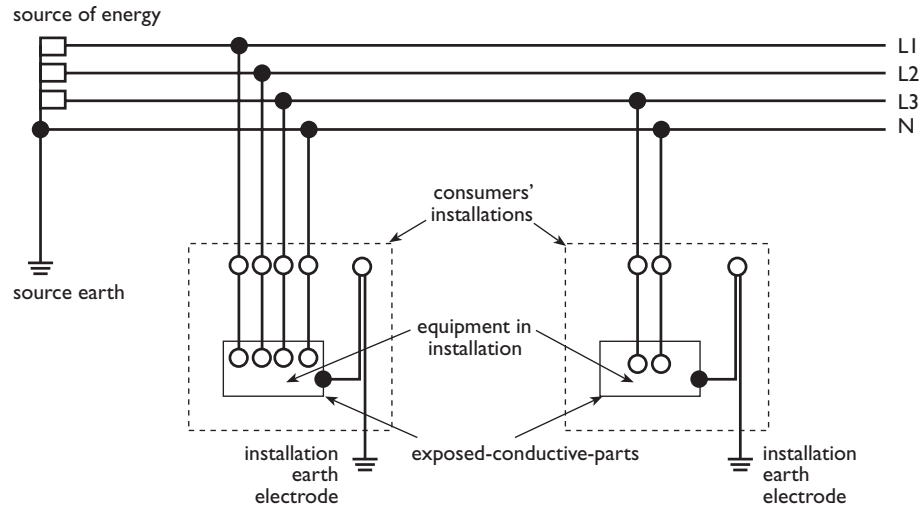 source of energy
L1
L2
L3
N
consumers’
installations
source earth
equipment in
installation
installation
earth
electrode
exposed-conductive-parts
installation
earth
electrode